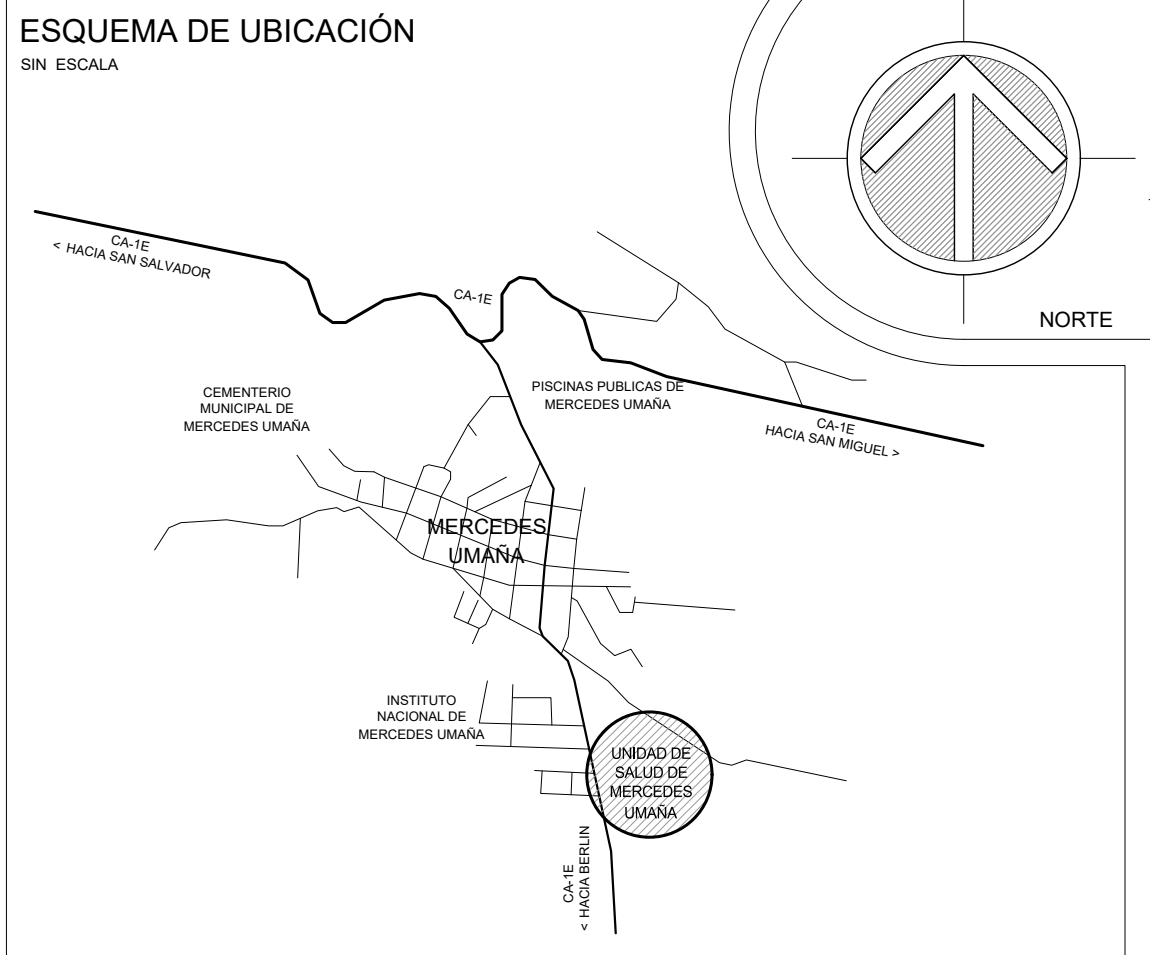 ESQUEMA DE UBICACIÓN
SIN ESCALA
NORTE
CA-1E
< HACIA SAN SALVADOR
CA-1E
PISCINAS PUBLICAS DE
MERCEDES UMAÑA
CA-1E
HACIA SAN MIGUEL >
CEMENTERIO
MUNICIPAL DE
MERCEDES UMAÑA
MERCEDES
UMAÑA
INSTITUTO
NACIONAL DE
MERCEDES UMAÑA
UNIDAD DE
SALUD DE
MERCEDES
UMAÑA
CA-1E
< HACIA BERLIN